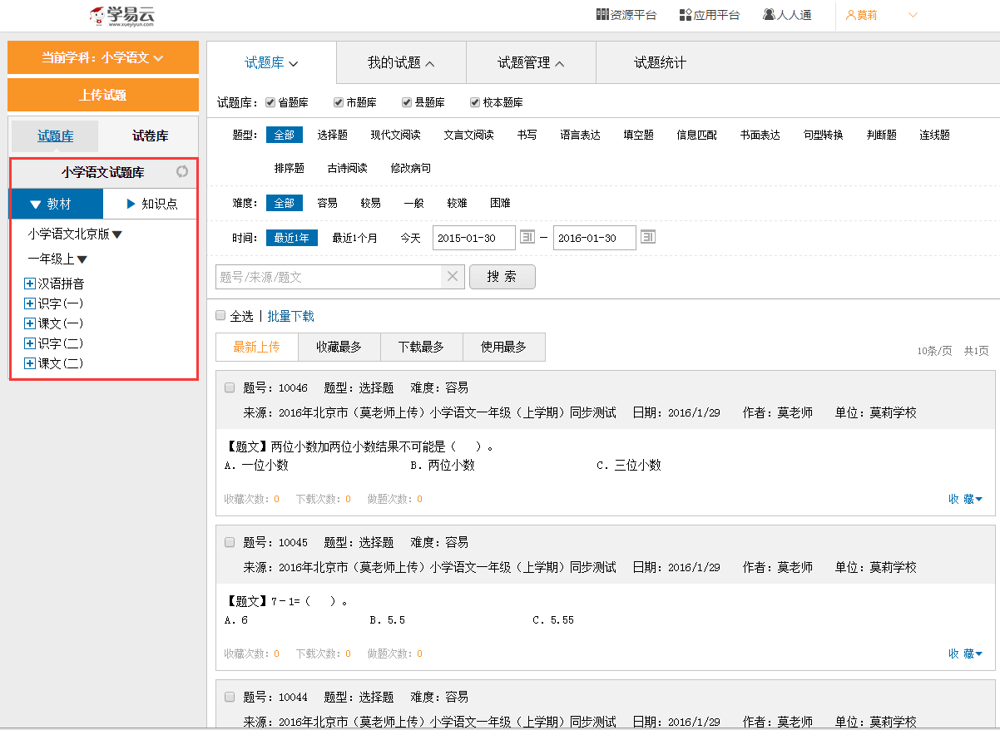 学易云
www.xueyiyun.com
资源平台 应用平台 人人通 莫莉
当前学科：小学语文
上传试题
试题库 试卷库
小学语文试题库
教材 知识点
小学语文北京版
一年级上
汉语拼音
识字(一)
课文(一)
识字(二)
课文(二)
试题库 我的试题 试题管理 试题统计
试题库： 省题库 市题库 县题库 校本题库
题型： 全部 选择题 现代文阅读 文言文阅读 书写 语言表达 填空题 信息匹配 书面表达 句型转换 判断题 连线题
排序题 古诗阅读 修改病句
难度： 全部 容易 较易 一般 较难 困难
时间： 最近1年 最近1个月 今天 2015-01-30 31 — 2016-01-30 31
题号/来源/题文 搜 索
全选 | 批量下载
最新上传 收藏最多 下载最多 使用最多 10条/页 共1页
题号：10046 题型：选择题 难度：容易
来源：2016年北京市（莫老师上传）小学语文一年级（上学期）同步测试 日期：2016/1/29 作者：莫老师 单位：莫莉学校
【题文】两位小数加两位小数结果不可能是（ ）。
A. 一位小数 B. 两位小数 C. 三位小数
收藏次数：0 下载次数：0 做题次数：0 收 藏
题号：10045 题型：选择题 难度：容易
来源：2016年北京市（莫老师上传）小学语文一年级（上学期）同步测试 日期：2016/1/29 作者：莫老师 单位：莫莉学校
【题文】7－1=（ ）。
A. 6 B. 5.5 C. 5.55
收藏次数：0 下载次数：0 做题次数：0 收 藏
题号：10044 题型：选择题 难度：容易
来源：2016年北京市（莫老师上传）小学语文一年级（上学期）同步测试 日期：2016/1/29 作者：莫老师 单位：莫莉学校